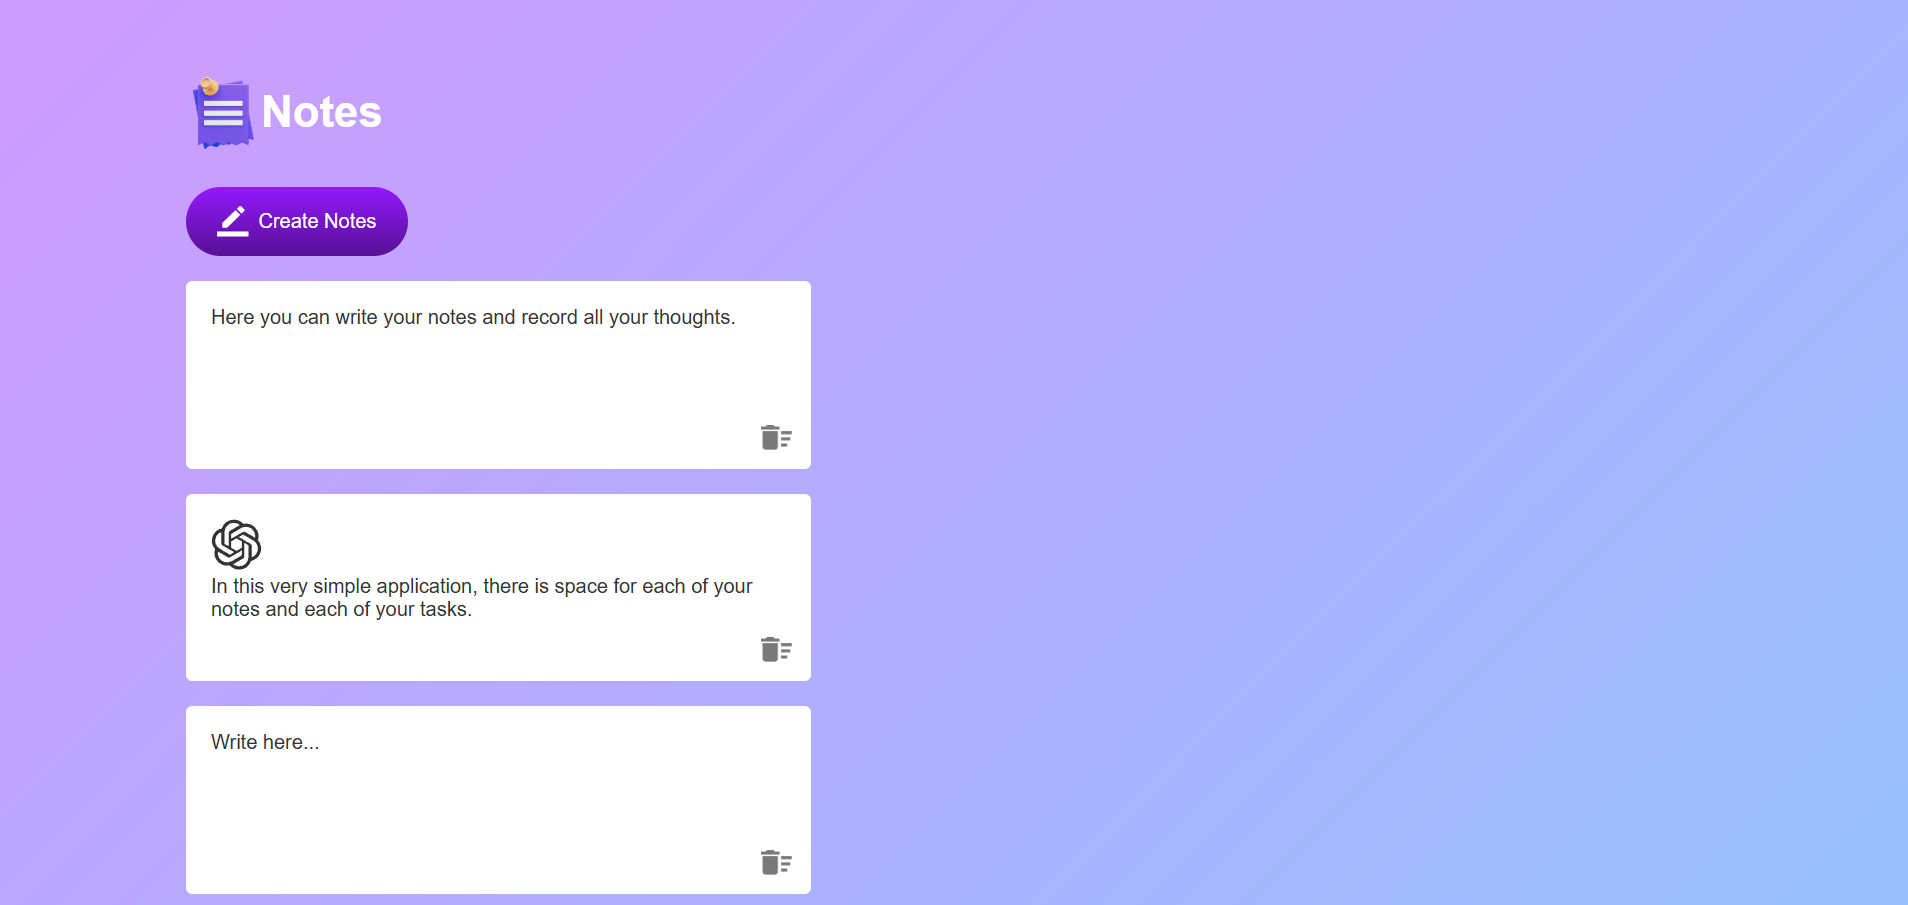 Notes
Create Notes
Here you can write your notes and record all your thoughts.
In this very simple application, there is space for each of your
notes and each of your tasks.
Write here...